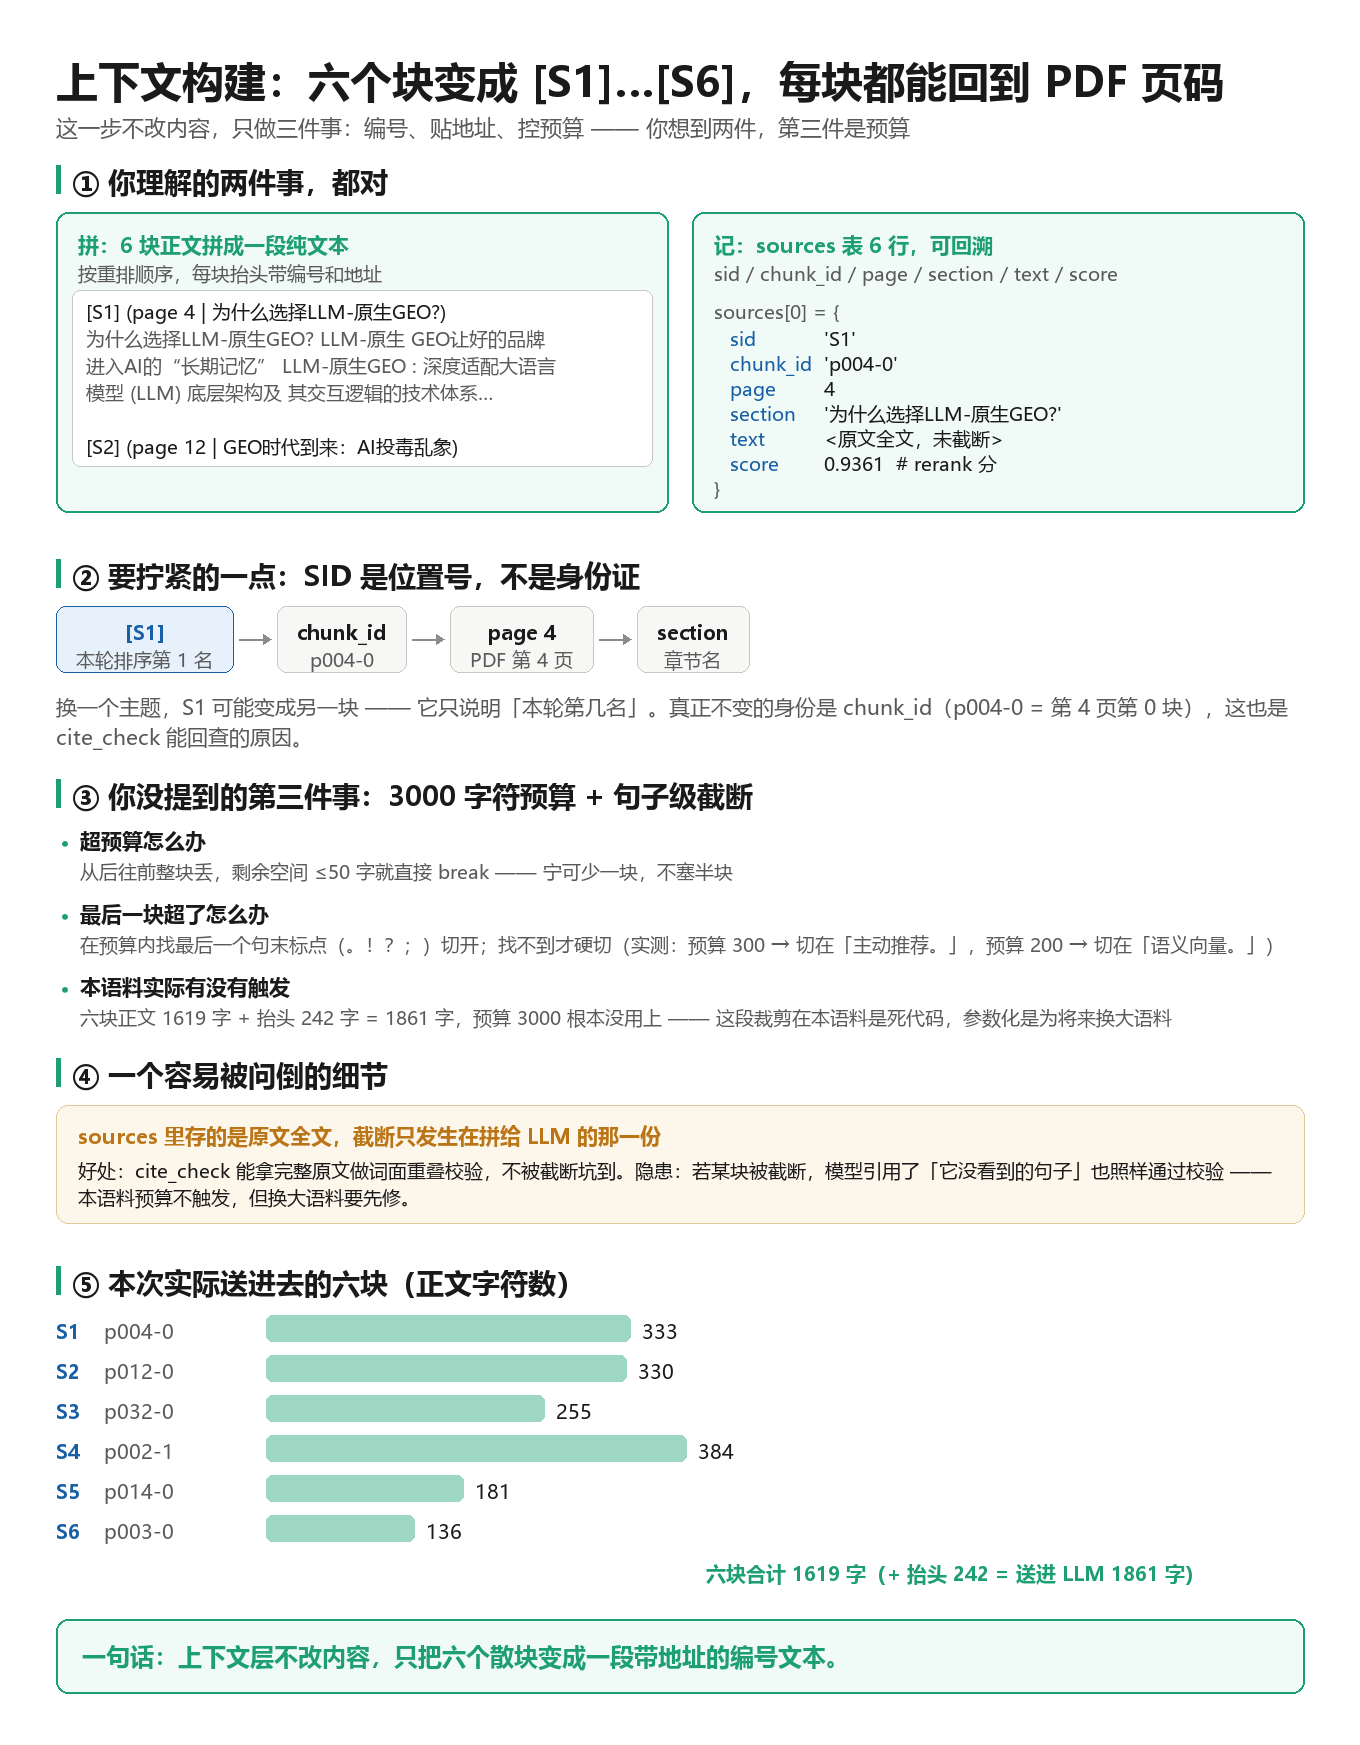 上下文构建：六个块变成 [S1]…[S6]，每块都能回到 PDF 页码
这一步不改内容，只做三件事：编号、贴地址、控预算 —— 你想到两件，第三件是预算
① 你理解的两件事，都对
拼：6 块正文拼成一段纯文本
按重排顺序，每块抬头带编号和地址
[S1] (page 4 | 为什么选择LLM-原生GEO?)
为什么选择LLM-原生GEO? LLM-原生 GEO让好的品牌
进入AI的“长期记忆” LLM-原生GEO : 深度适配大语言
模型 (LLM) 底层架构及 其交互逻辑的技术体系…
[S2] (page 12 | GEO时代到来：AI投毒乱象)
记：sources 表 6 行，可回溯
sid / chunk_id / page / section / text / score
sources[0] = {
sid 'S1'
chunk_id 'p004-0'
page 4
section '为什么选择LLM-原生GEO?'
text <原文全文，未截断>
score 0.9361 # rerank 分
}
② 要拧紧的一点：SID 是位置号，不是身份证
[S1] chunk_id page 4 section
本轮排序第 1 名 p004-0 PDF 第 4 页 章节名
换一个主题，S1 可能变成另一块 —— 它只说明「本轮第几名」。真正不变的身份是 chunk_id（p004-0 = 第 4 页第 0 块），这也是
cite_check 能回查的原因。
③ 你没提到的第三件事：3000 字符预算 + 句子级截断
• 超预算怎么办
从后往前整块丢，剩余空间 ≤50 字就直接 break —— 宁可少一块，不塞半块
• 最后一块超了怎么办
在预算内找最后一个句末标点（。！？；）切开；找不到才硬切（实测：预算 300 → 切在「主动推荐。」，预算 200 → 切在「语义向量。」）
• 本语料实际有没有触发
六块正文 1619 字 + 抬头 242 字 = 1861 字，预算 3000 根本没用上 —— 这段裁剪在本语料是死代码，参数化是为将来换大语料
④ 一个容易被问倒的细节
sources 里存的是原文全文，截断只发生在拼给 LLM 的那一份
好处：cite_check 能拿完整原文做词面重叠校验，不被截断坑到。隐患：若某块被截断，模型引用了「它没看到的句子」也照样通过校验 ——
本语料预算不触发，但换大语料要先修。
⑤ 本次实际送进去的六块（正文字符数）
S1 p004-0 333
S2 p012-0 330
S3 p032-0 255
S4 p002-1 384
S5 p014-0 181
S6 p003-0 136
六块合计 1619 字（+ 抬头 242 = 送进 LLM 1861 字）
一句话：上下文层不改内容，只把六个散块变成一段带地址的编号文本。